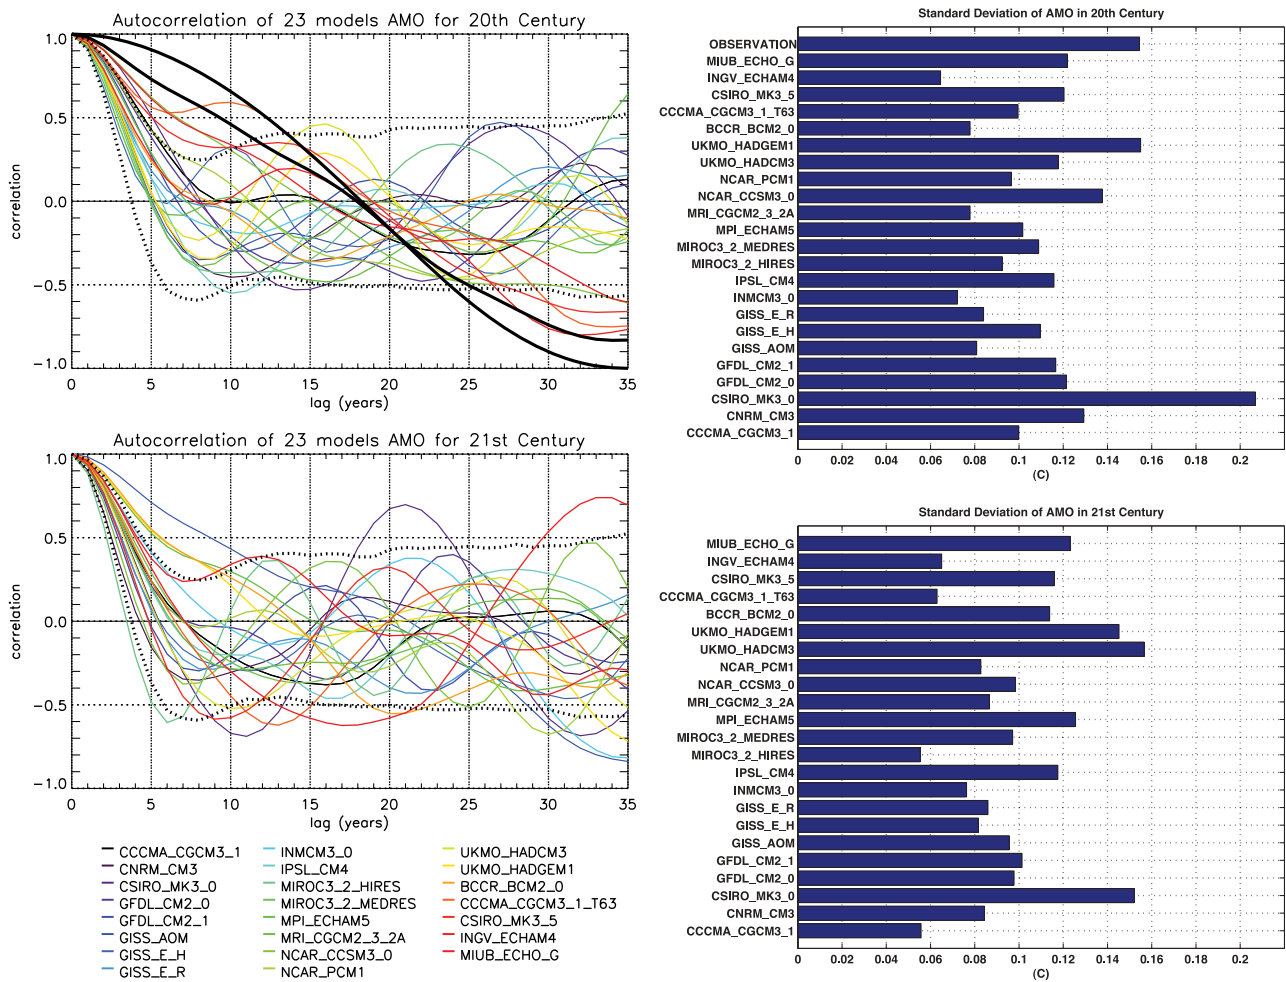 Autocorrelation of 23 models AMO for 20th Century
1.0
0.5
0.0
−0.5
−1.0
correlation
0 5 10 15 20 25 30 35
lag (years)
Autocorrelation of 23 models AMO for 21st Century
1.0
0.5
0.0
−0.5
−1.0
correlation
0 5 10 15 20 25 30 35
lag (years)
CCCMA_CGCM3_1
CNRM_CM3
CSIRO_MK3_0
GFDL_CM2_0
GFDL_CM2_1
GISS_AOM
GISS_E_H
GISS_E_R
INMCM3_0
IPSL_CM4
MIROC3_2_HIRES
MIROC3_2_MEDRES
MPI_ECHAM5
MRI_CGCM2_3_2A
NCAR_CCSM3_0
NCAR_PCM1
UKMO_HADCM3
UKMO_HADGEM1
BCCR_BCM2_0
CCCMA_CGCM3_1_T63
CSIRO_MK3_5
INGV_ECHAM4
MIUB_ECHO_G
Standard Deviation of AMO in 20th Century
OBSERVATION
MIUB_ECHO_G
INGV_ECHAM4
CSIRO_MK3_5
CCCMA_CGCM3_1_T63
BCCR_BCM2_0
UKMO_HADGEM1
UKMO_HADCM3
NCAR_PCM1
NCAR_CCSM3_0
MRI_CGCM2_3_2A
MPI_ECHAM5
MIROC3_2_MEDRES
MIROC3_2_HIRES
IPSL_CM4
INMCM3_0
GISS_E_R
GISS_E_H
GISS_AOM
GFDL_CM2_1
GFDL_CM2_0
CSIRO_MK3_0
CNRM_CM3
CCCMA_CGCM3_1
0.02 0.04 0.06 0.08 0.1 0.12 0.14 0.16 0.18 0.2
(C)
Standard Deviation of AMO in 21st Century
MIUB_ECHO_G
INGV_ECHAM4
CSIRO_MK3_5
CCCMA_CGCM3_1_T63
BCCR_BCM2_0
UKMO_HADGEM1
UKMO_HADCM3
NCAR_PCM1
NCAR_CCSM3_0
MRI_CGCM2_3_2A
MPI_ECHAM5
MIROC3_2_MEDRES
MIROC3_2_HIRES
IPSL_CM4
INMCM3_0
GISS_E_R
GISS_E_H
GISS_AOM
GFDL_CM2_1
GFDL_CM2_0
CSIRO_MK3_0
CNRM_CM3
CCCMA_CGCM3_1
0 0.02 0.04 0.06 0.08 0.1 0.12 0.14 0.16 0.18 0.2
(C)